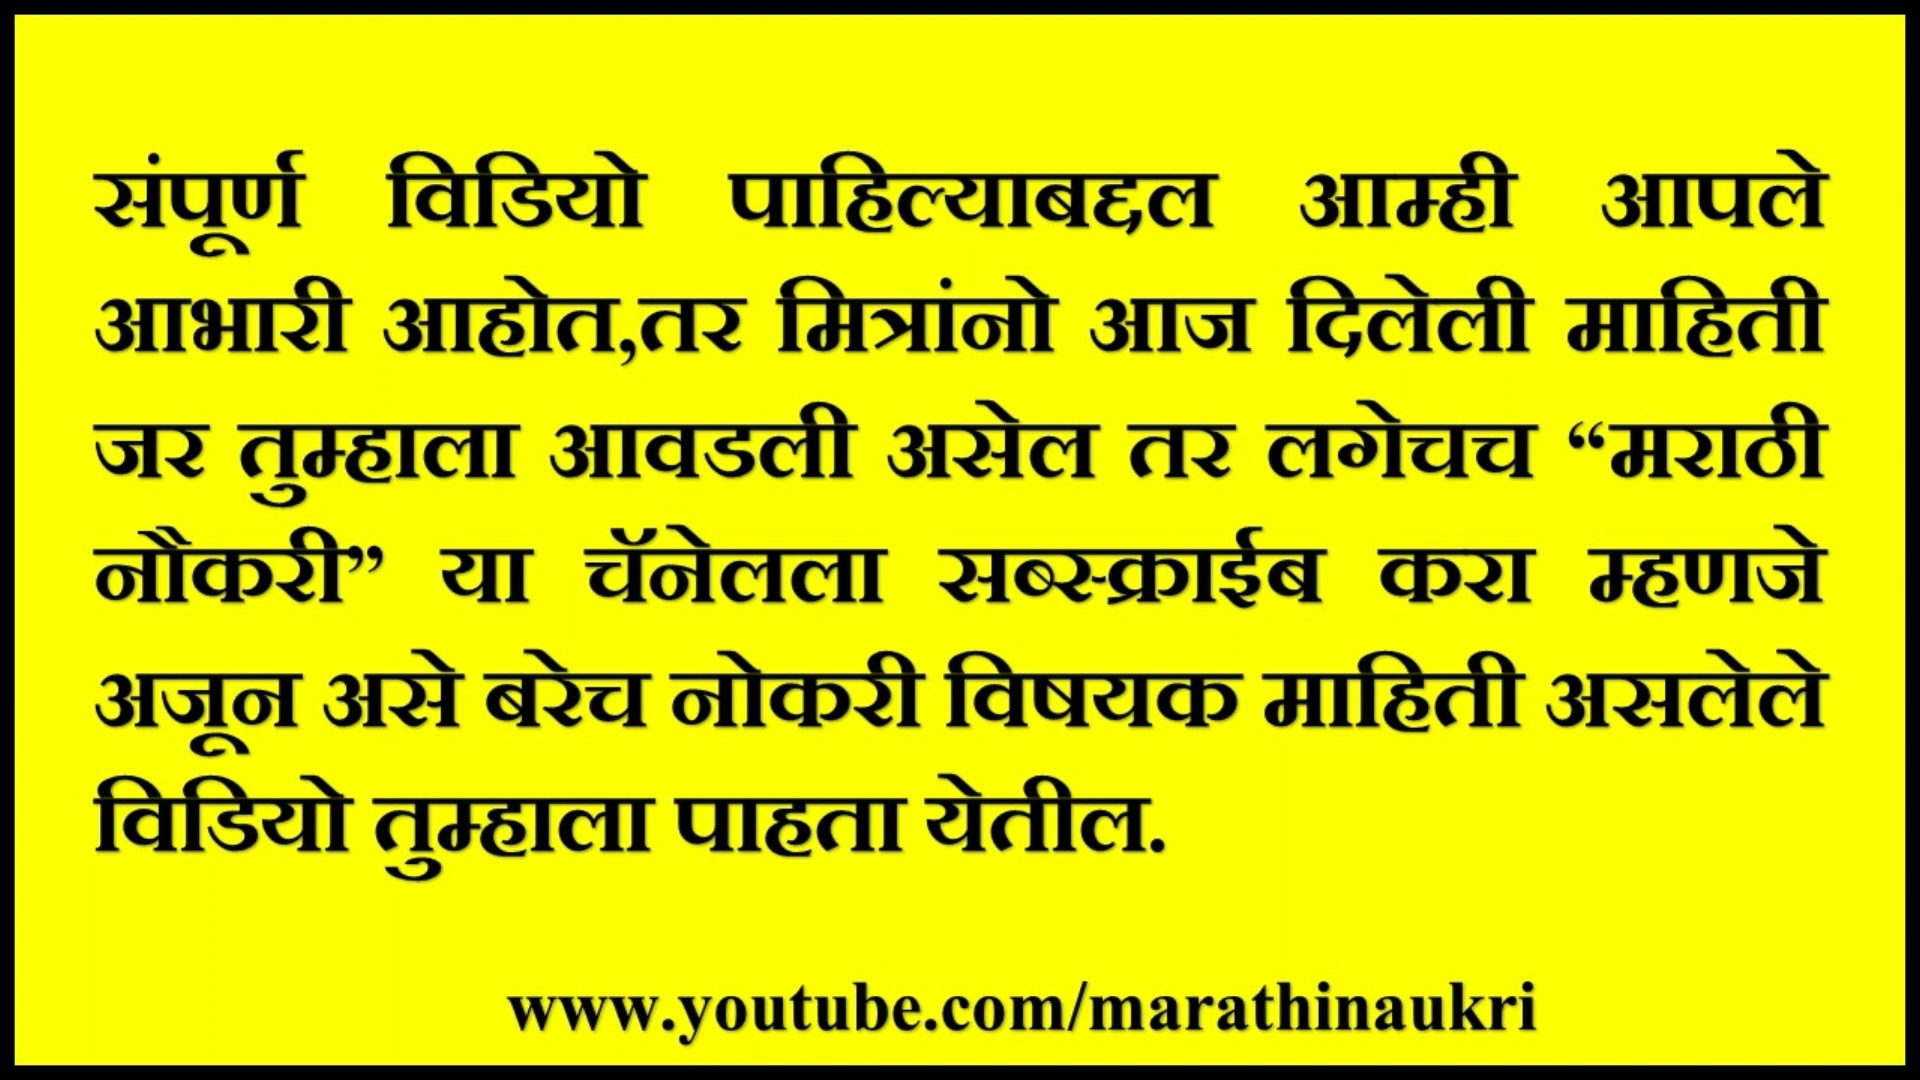 संपूर्ण विडियो पाहिल्याबद्दल आम्ही आपले
आभारी आहोत,तर मित्रांनो आज दिलेली माहिती
जर तुम्हाला आवडली असेल तर लगेचच “मराठी
नौकरी” या चॅनेलला सब्स्क्राईब करा म्हणजे
अजून असे बरेच नोकरी विषयक माहिती असलेले
विडियो तुम्हाला पाहता येतील.
www.youtube.com/marathinaukri